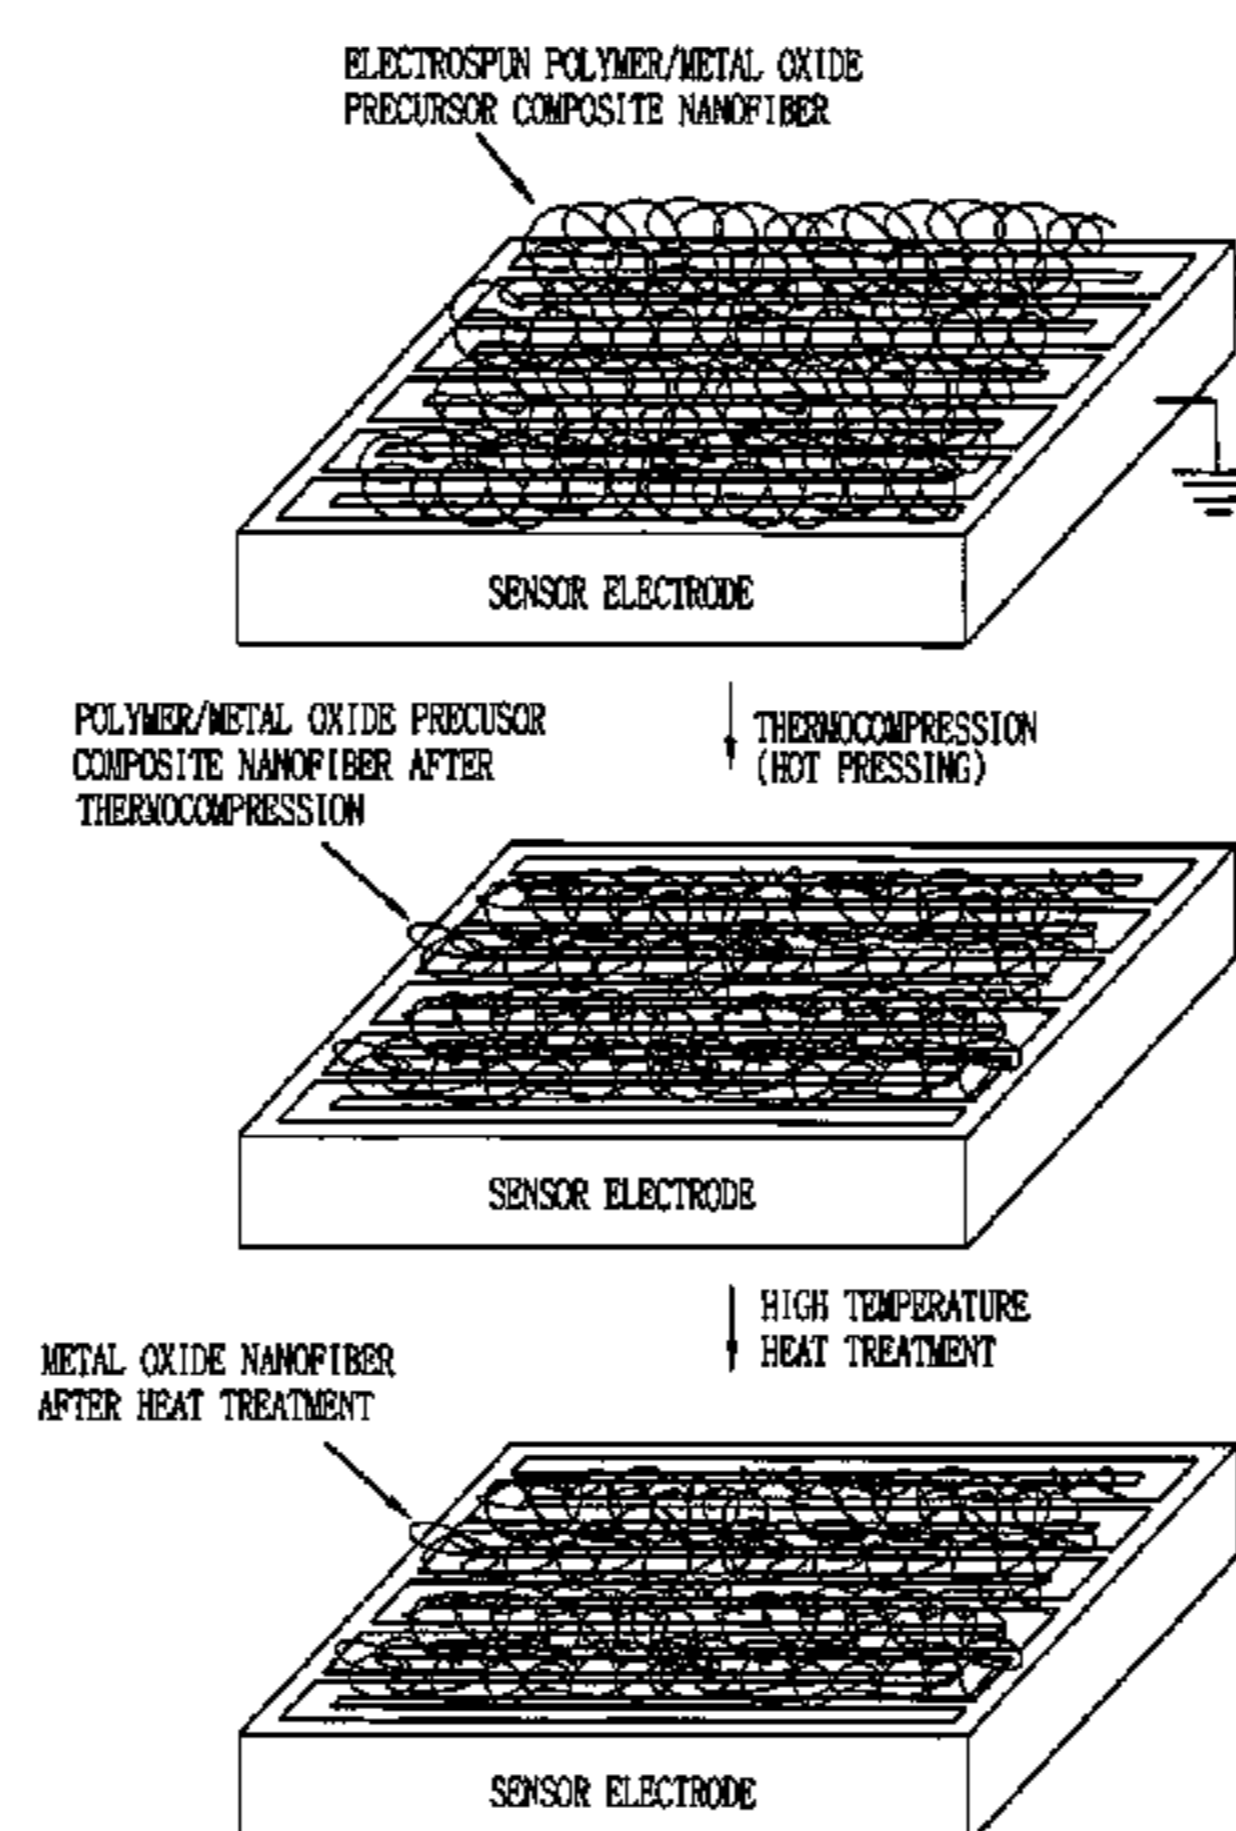 ELECTROSPUN POLYMER/METAL OXIDE
PRECURSOR COMPOSITE NANOFIBER
SENSOR ELECTRODE
POLYMER/METAL OXIDE PRECUSOR
COMPOSITE NANOFIBER AFTER
THERMOCOMPRESSION
THERMOCOMPRESSION
(HOT PRESSING)
SENSOR ELECTRODE
HIGH TEMPERATURE
HEAT TREATMENT
METAL OXIDE NANOFIBER
AFTER HEAT TREATMENT
SENSOR ELECTRODE